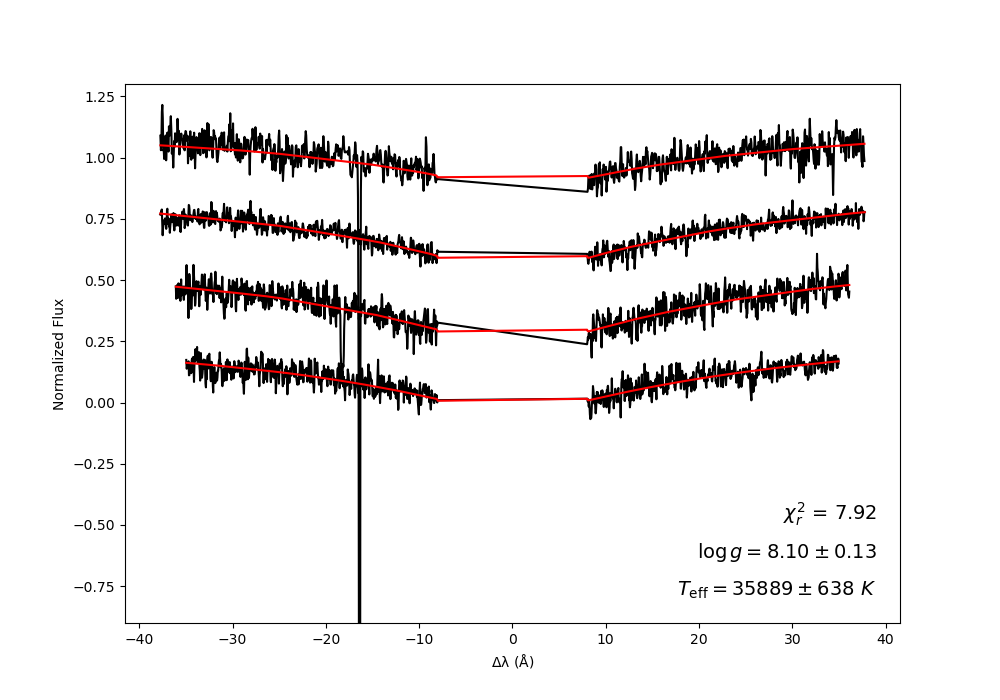 1.25
1.00
0.75
0.50
0.25
0.00
−0.25
−0.50
−0.75
Normalized Flux
χ²ᵣ = 7.92
log g = 8.10 ± 0.13
T_eff = 35889 ± 638 K
−40 −30 −20 −10 0 10 20 30 40
Δλ (Å)